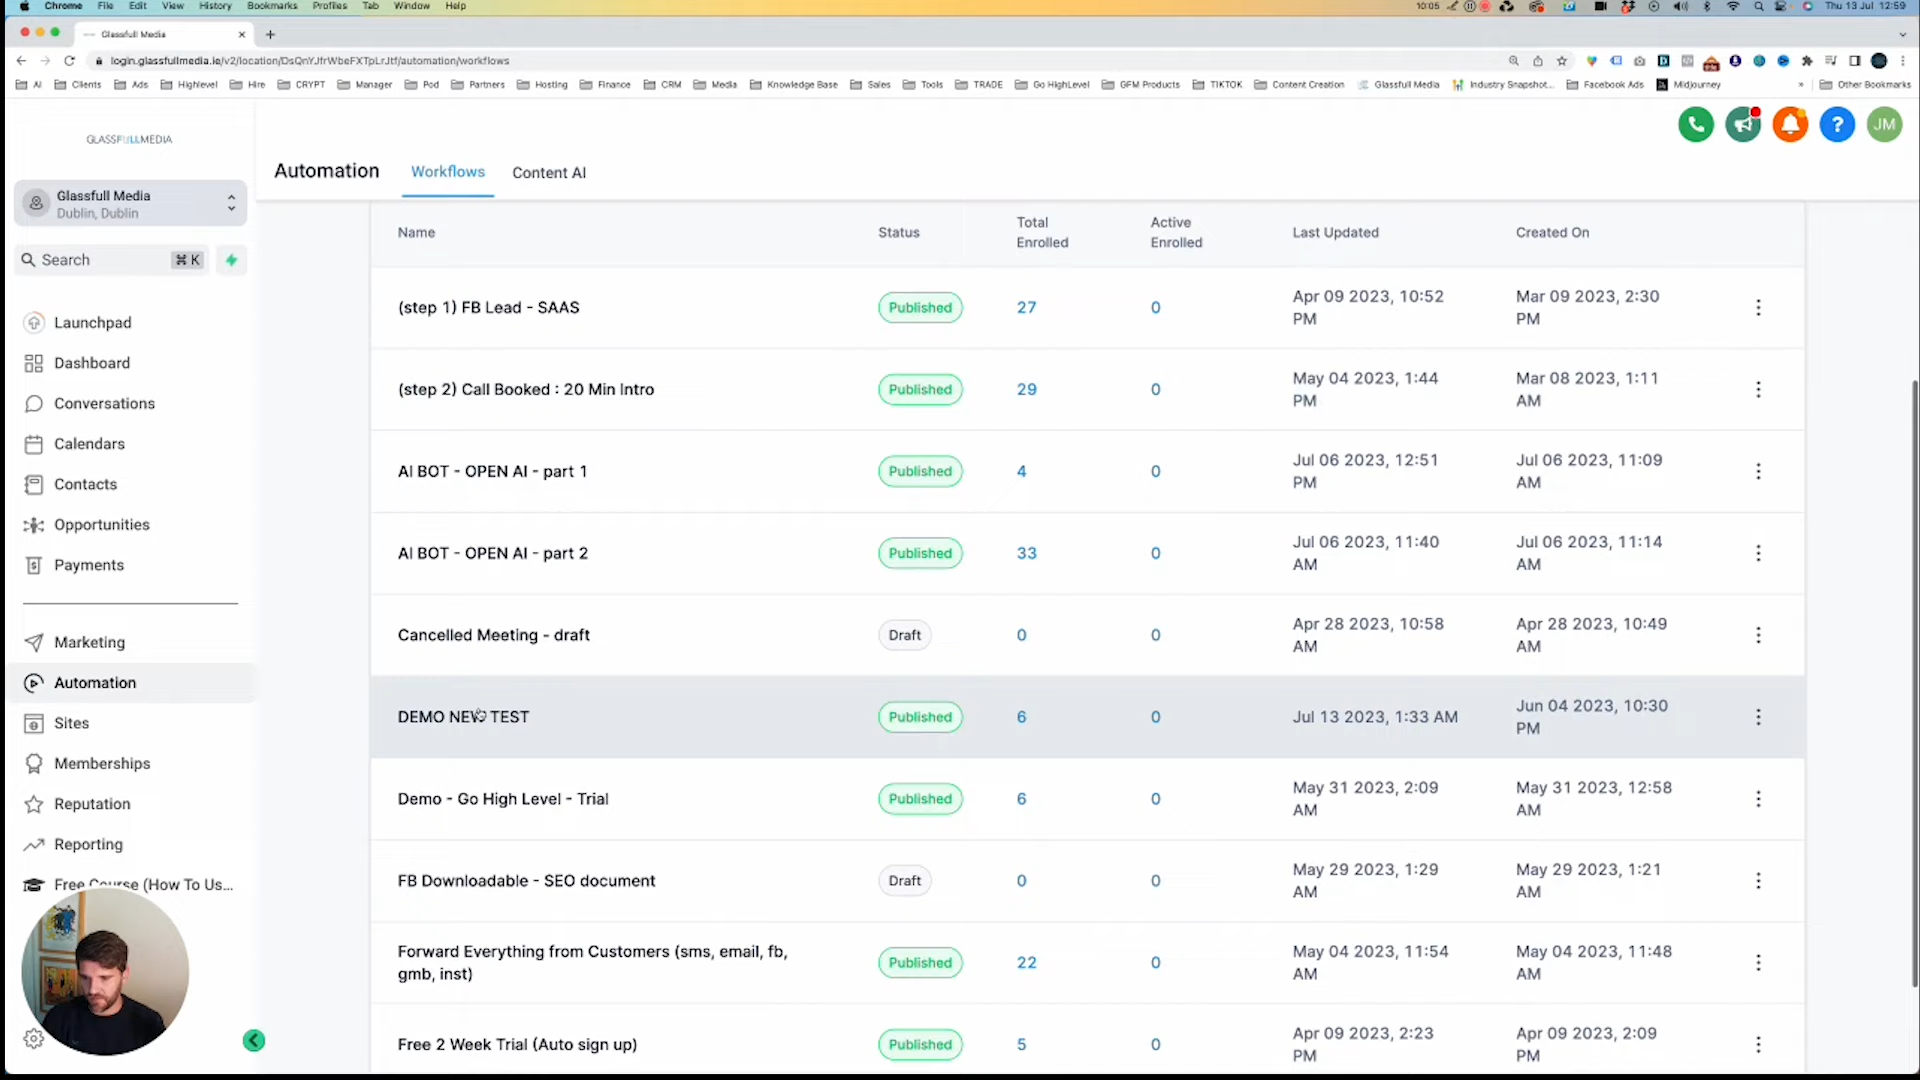 Chrome File Edit View History Bookmarks Profiles Tab Window Help
10:05 Thu 13 Jul 12:59
Glassfull Media
login.glassfullmedia.ie/v2/location/DsQnYJfrWbeFXTpLrJtf/automation/workflows
AI Clients Ads Highlevel Hire CRYPT Manager Pod Partners Hosting Finance CRM Media Knowledge Base Sales Tools TRADE Go HighLevel GFM Products TIKTOK Content Creation Glassfull Media Industry Snapshot... Facebook Ads Midjourney » Other Bookmarks
GLASSFULLMEDIA
JM
Automation Workflows Content AI
Glassfull Media
Dublin, Dublin
Search ⌘ K
Launchpad
Dashboard
Conversations
Calendars
Contacts
Opportunities
Payments
Marketing
Automation
Sites
Memberships
Reputation
Reporting
Free Course (How To Us...
Name Status Total Enrolled Active Enrolled Last Updated Created On
(step 1) FB Lead - SAAS Published 27 0 Apr 09 2023, 10:52 PM Mar 09 2023, 2:30 PM
(step 2) Call Booked : 20 Min Intro Published 29 0 May 04 2023, 1:44 PM Mar 08 2023, 1:11 AM
AI BOT - OPEN AI - part 1 Published 4 0 Jul 06 2023, 12:51 PM Jul 06 2023, 11:09 AM
AI BOT - OPEN AI - part 2 Published 33 0 Jul 06 2023, 11:40 AM Jul 06 2023, 11:14 AM
Cancelled Meeting - draft Draft 0 0 Apr 28 2023, 10:58 AM Apr 28 2023, 10:49 AM
DEMO NEW TEST Published 6 0 Jul 13 2023, 1:33 AM Jun 04 2023, 10:30 PM
Demo - Go High Level - Trial Published 6 0 May 31 2023, 2:09 AM May 31 2023, 12:58 AM
FB Downloadable - SEO document Draft 0 0 May 29 2023, 1:29 AM May 29 2023, 1:21 AM
Forward Everything from Customers (sms, email, fb, gmb, inst) Published 22 0 May 04 2023, 11:54 AM May 04 2023, 11:48 AM
Free 2 Week Trial (Auto sign up) Published 5 0 Apr 09 2023, 2:23 PM Apr 09 2023, 2:09 PM